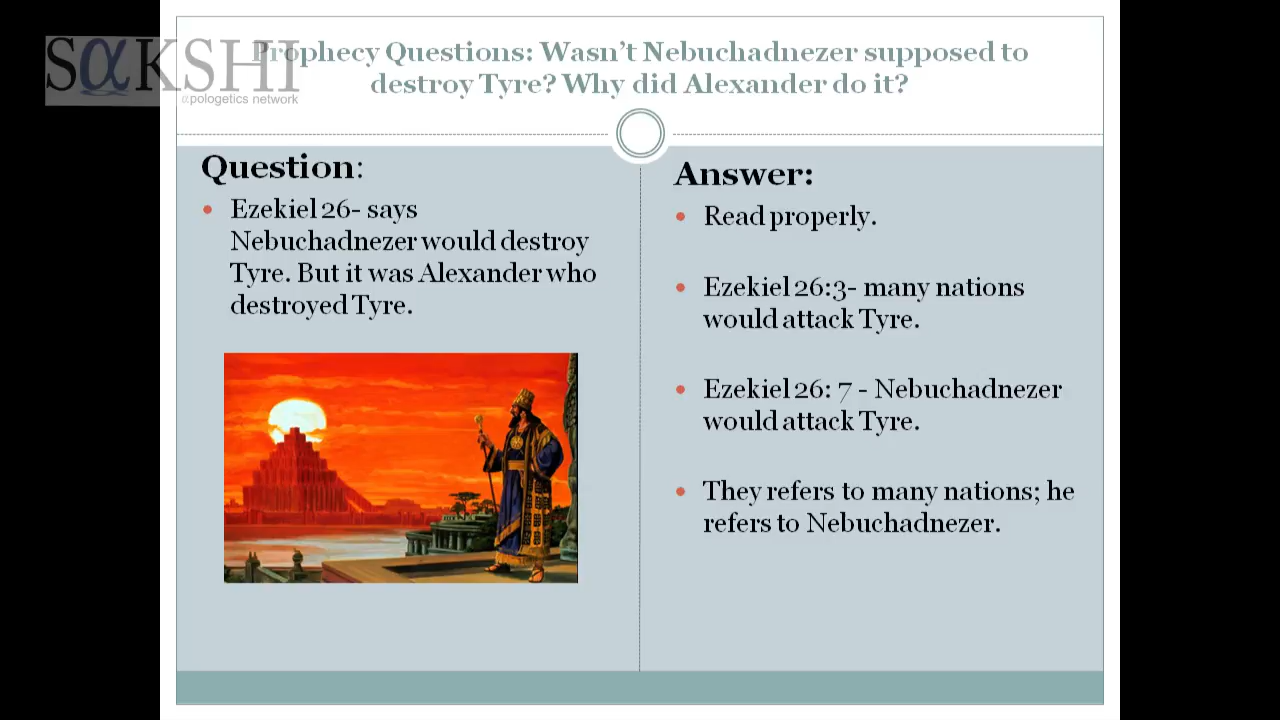 SαKSHI
αpologetics network
Prophecy Questions: Wasn’t Nebuchadnezer supposed to
destroy Tyre? Why did Alexander do it?
Question:
• Ezekiel 26- says
Nebuchadnezer would destroy
Tyre. But it was Alexander who
destroyed Tyre.
Answer:
• Read properly.
• Ezekiel 26:3- many nations
would attack Tyre.
• Ezekiel 26: 7 - Nebuchadnezer
would attack Tyre.
• They refers to many nations; he
refers to Nebuchadnezer.